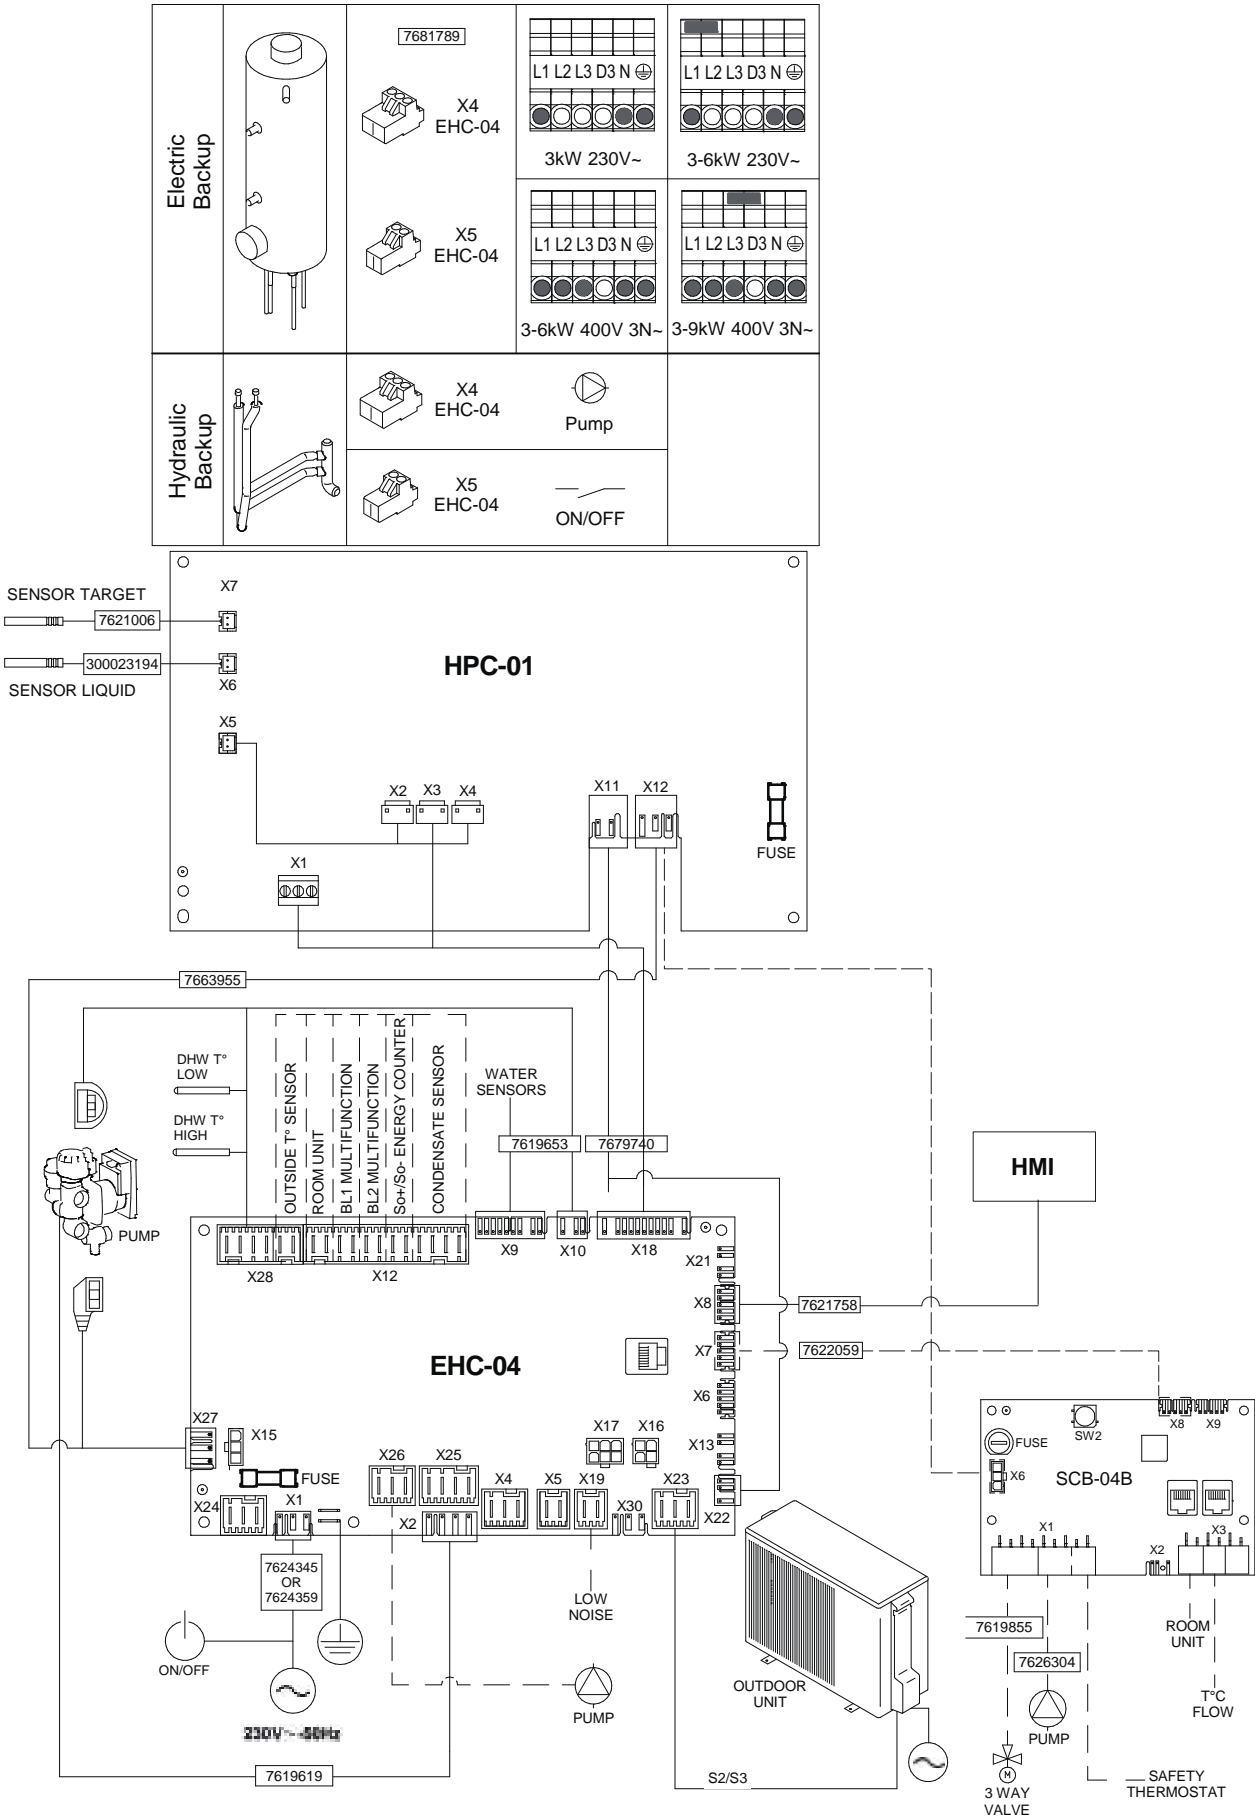 Electric
Backup
7681789
X4
EHC-04
X5
EHC-04
L1 L2 L3 D3 N
3kW 230V~
L1 L2 L3 D3 N
3-6kW 230V~
L1 L2 L3 D3 N
3-6kW 400V 3N~
L1 L2 L3 D3 N
3-9kW 400V 3N~
Hydraulic
Backup
X4
EHC-04
Pump
X5
EHC-04
ON/OFF
SENSOR TARGET
7621006
X7
300023194
SENSOR LIQUID
X6
HPC-01
X5
X2
X3
X4
X11
X12
FUSE
X1
7663955
DHW T°
LOW
DHW T°
HIGH
OUTSIDE T° SENSOR
ROOM UNIT
BL1 MULTIFUNCTION
BL2 MULTIFUNCTION
So+/So- ENERGY COUNTER
CONDENSATE SENSOR
WATER
SENSORS
7619653
7679740
HMI
PUMP
X28
X12
X9
X10
X18
X21
X8
7621758
X7
7622059
EHC-04
X6
X27
X15
X17
X16
X13
FUSE
X26
X25
X4
X5
X19
X23
X24
X1
X2
X30
X22
SW2
X8
X9
FUSE
X6
SCB-04B
X1
X2
X3
7624345
OR
7624359
LOW
NOISE
ON/OFF
230V~-50Hz
PUMP
OUTDOOR
UNIT
7619619
S2/S3
7619855
7626304
PUMP
3 WAY
VALVE
M
ROOM
UNIT
T°C
FLOW
SAFETY
THERMOSTAT